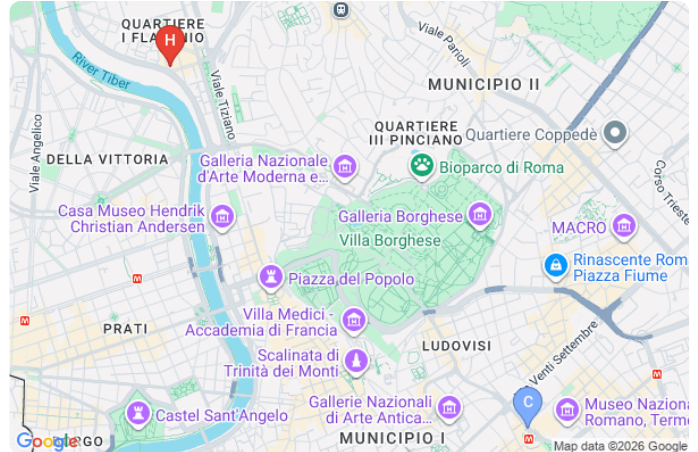 QUARTIERE
I FLAMINIO
H
River Tiber
Viale Tiziano
Viale Parioli
MUNICIPIO II
QUARTIERE
III PINCIANO
Quartiere Coppedè
Viale Angelico
DELLA VITTORIA
Galleria Nazionale
d'Arte Moderna e...
Bioparco di Roma
Corso Trieste
Casa Museo Hendrik
Christian Andersen
Galleria Borghese
Villa Borghese
MACRO
Rinascente Roma
Piazza Fiume
Piazza del Popolo
M
Villa Medici -
Accademia di Francia
M
PRATI
LUDOVISI
Scalinata di
Trinità dei Monti
Venti Settembre
M
C
Castel Sant'Angelo
Gallerie Nazionali
di Arte Antica...
Museo Nazional
Romano, Terme
MUNICIPIO I
M
Google
Map data ©2026 Google